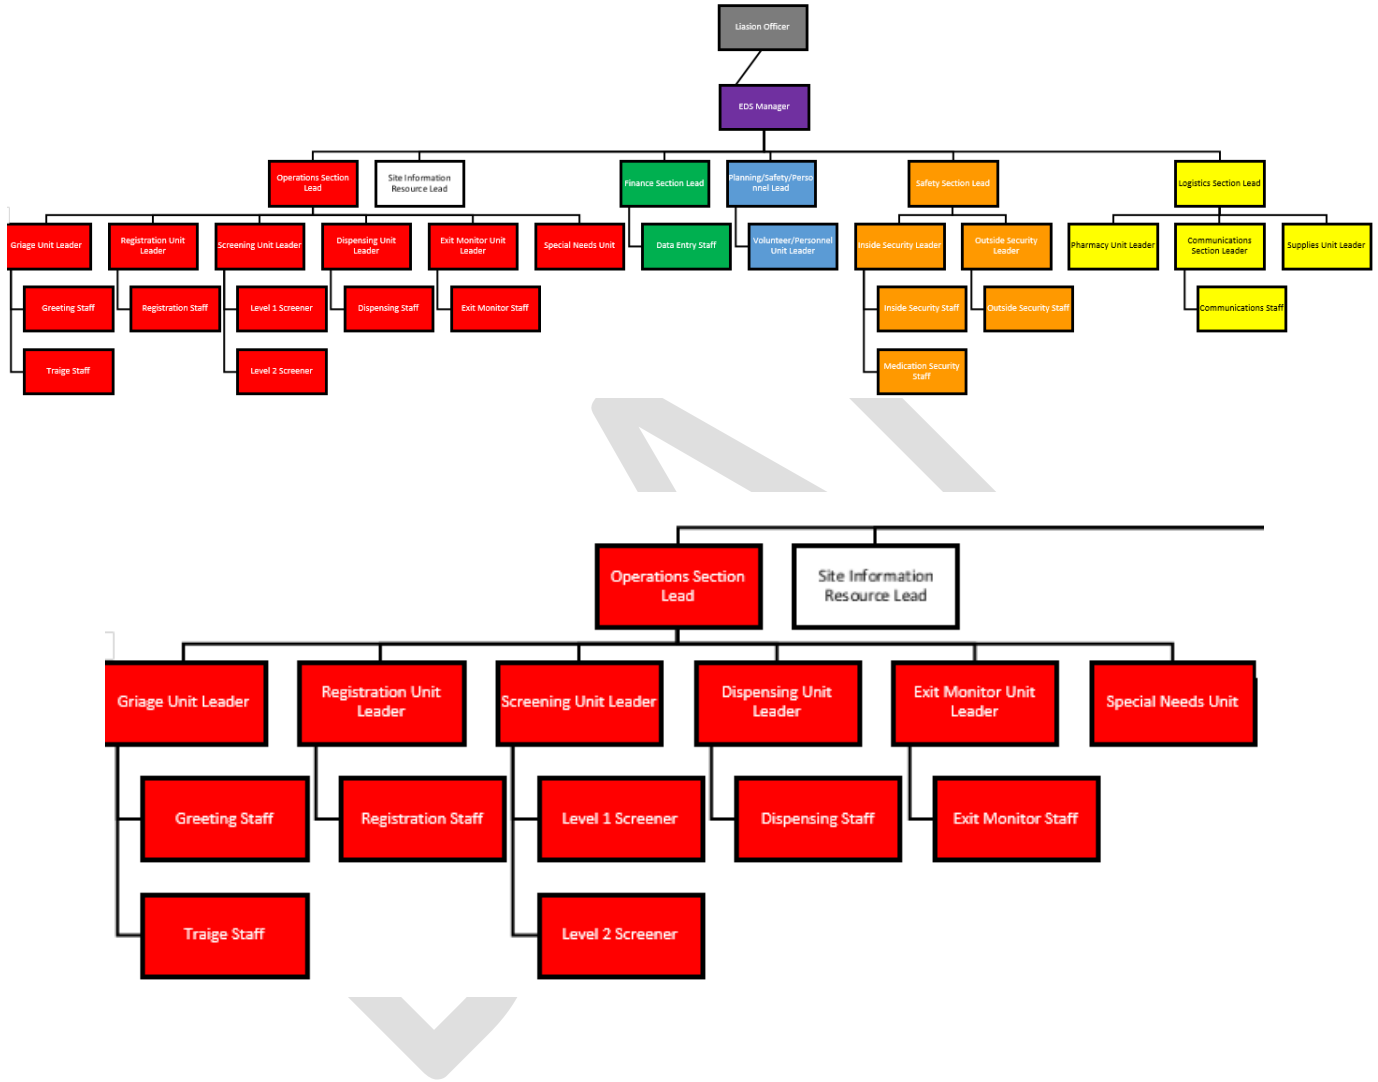 Liasion Officer
EDS Manager
Operations Section
Lead
Site Information
Resource Lead
Finance Section Lead
Planning/Safety/Perso
nnel Lead
Safety Section Lead
Logistics Section Lead
Griage Unit Leader
Registration Unit
Leader
Screening Unit Leader
Dispensing Unit
Leader
Exit Monitor Unit
Leader
Special Needs Unit
Data Entry Staff
Volunteer/Personnel
Unit Leader
Inside Security Leader
Outside Security
Leader
Pharmacy Unit Leader
Communications
Section Leader
Supplies Unit Leader
Greeting Staff
Registration Staff
Level 1 Screener
Dispensing Staff
Exit Monitor Staff
Inside Security Staff
Outside Security Staff
Communications Staff
Traige Staff
Level 2 Screener
Medication Security
Staff
Operations Section
Lead
Site Information
Resource Lead
Griage Unit Leader
Registration Unit
Leader
Screening Unit Leader
Dispensing Unit
Leader
Exit Monitor Unit
Leader
Special Needs Unit
Greeting Staff
Registration Staff
Level 1 Screener
Dispensing Staff
Exit Monitor Staff
Traige Staff
Level 2 Screener